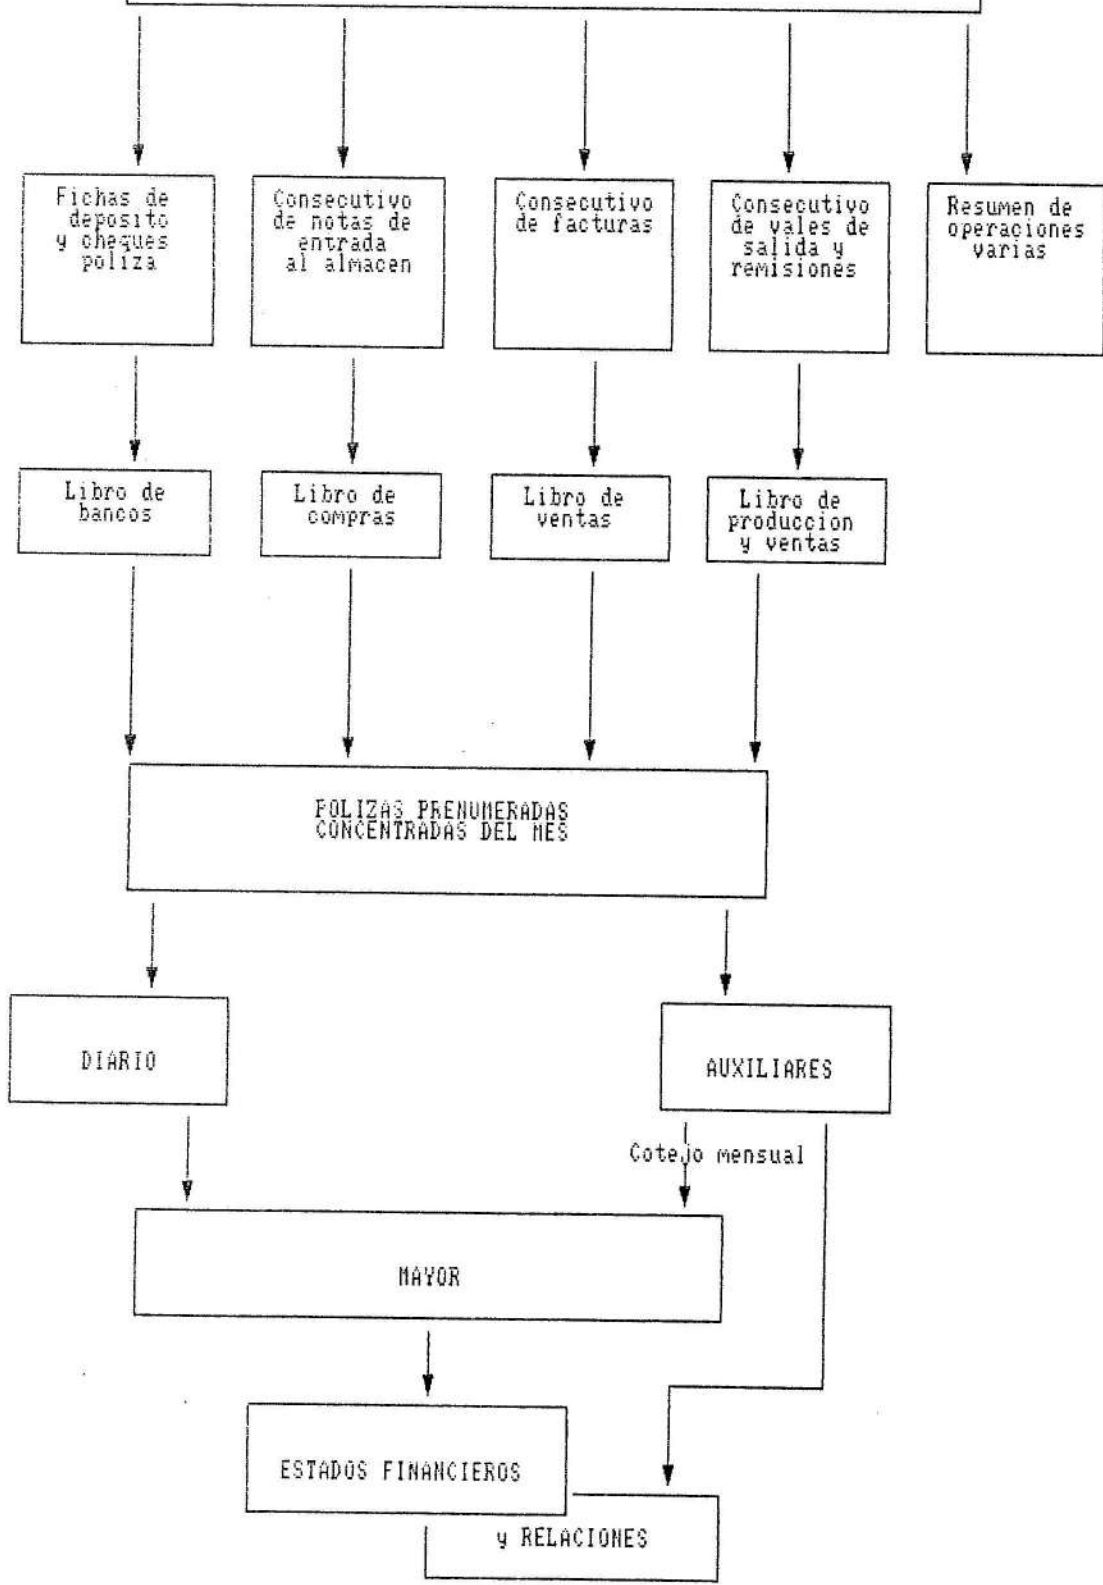 Fichas de
deposito
y cheques
poliza
Consecutivo
de notas de
entrada
al almacen
Consecutivo
de facturas
Consecutivo
de vales de
salida y
remisiones
Resumen de
operaciones
varias
Libro de
bancos
Libro de
compras
Libro de
ventas
Libro de
produccion
y ventas
POLIZAS PRENUMERADAS
CONCENTRADAS DEL MES
DIARIO
AUXILIARES
Cotejo mensual
MAYOR
ESTADOS FINANCIEROS
y RELACIONES